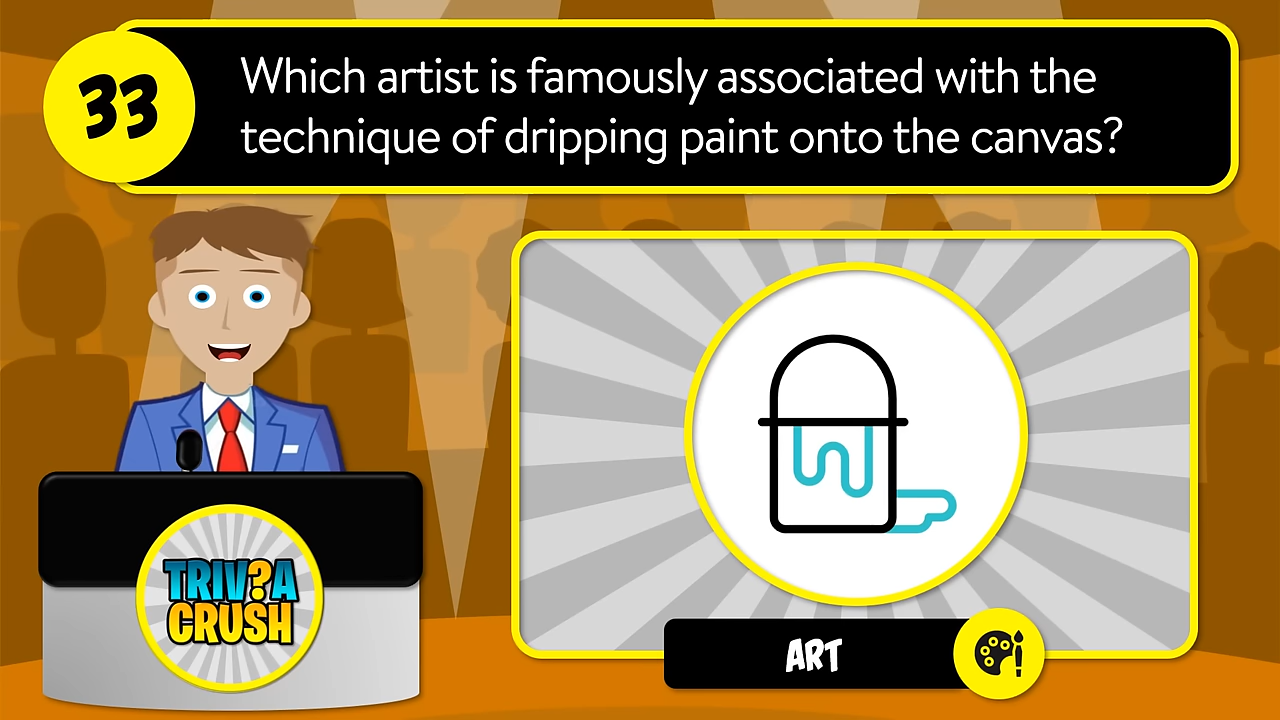 33
Which artist is famously associated with the
technique of dripping paint onto the canvas?
TRIV?A
CRUSH
ART